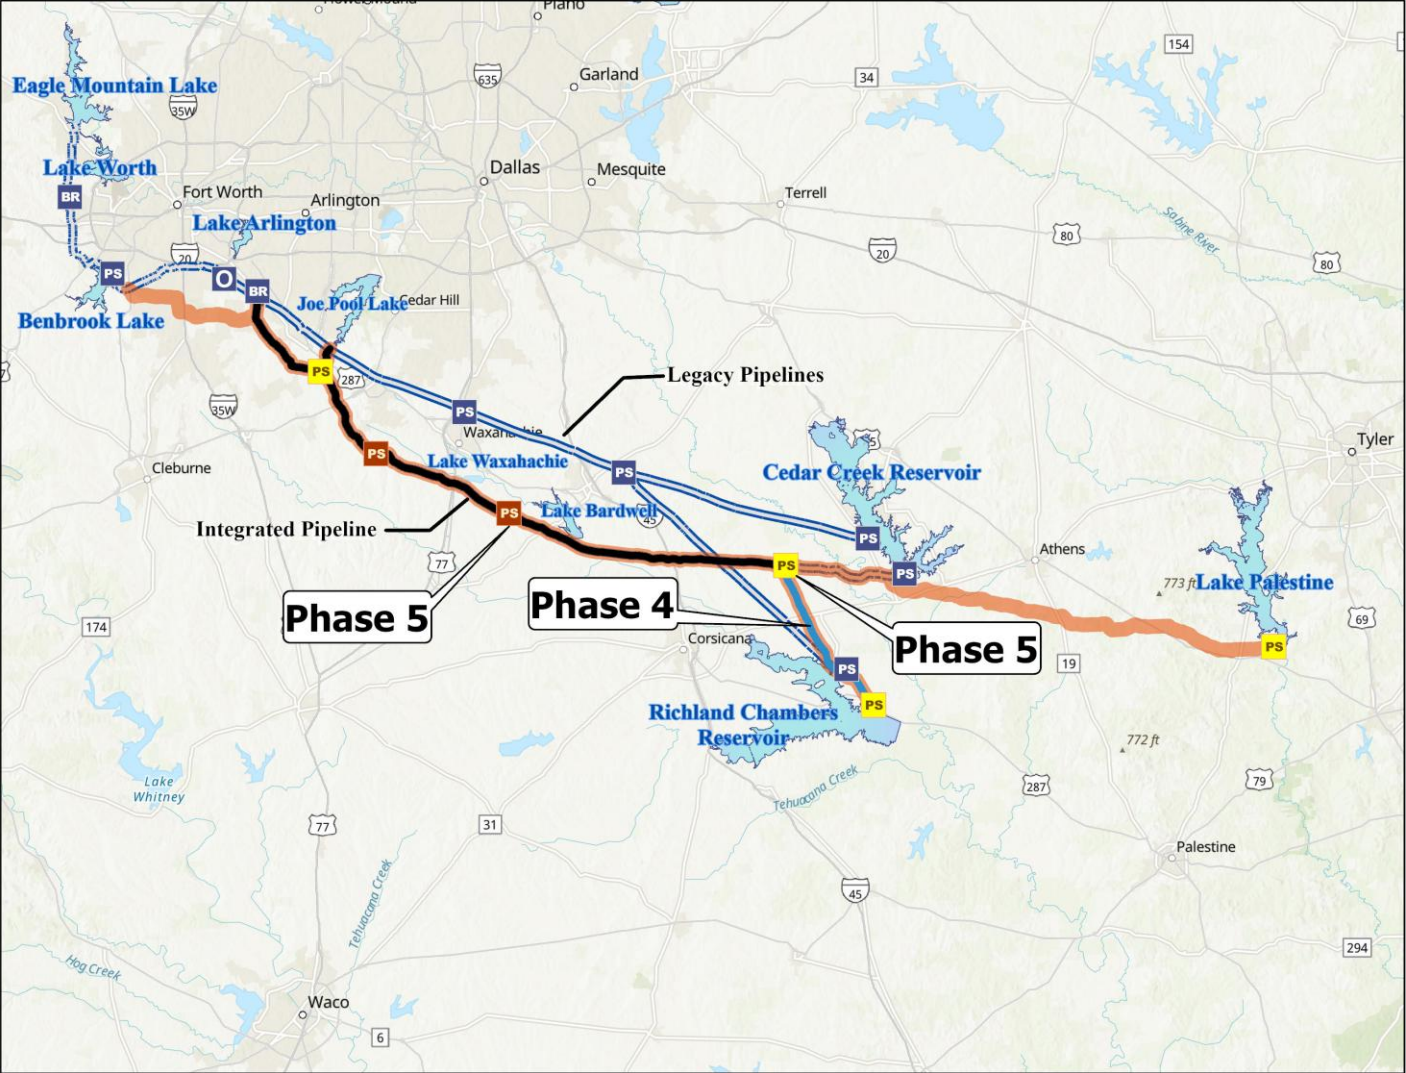 Plano
154
Garland
635
34
Eagle Mountain Lake
35W
Dallas
Mesquite
Lake Worth
BR
Fort Worth
Arlington
Terrell
Lake Arlington
Sabine River
80
20
20
80
PS
O
BR
Joe Pool Lake
Cedar Hill
Benbrook Lake
PS
287
Legacy Pipelines
35W
PS
Waxahachie
Tyler
PS
Lake Waxahachie
Cleburne
PS
Cedar Creek Reservoir
PS
Lake Bardwell
45
Integrated Pipeline
PS
Athens
77
PS
PS
773 ft
Lake Palestine
Phase 5
Phase 4
174
69
Corsicana
Phase 5
PS
19
PS
PS
Richland Chambers
Reservoir
772 ft
Lake
Whitney
Tehuacana Creek
287
79
77
31
Palestine
45
Tehuacana Creek
294
Hog Creek
Waco
6